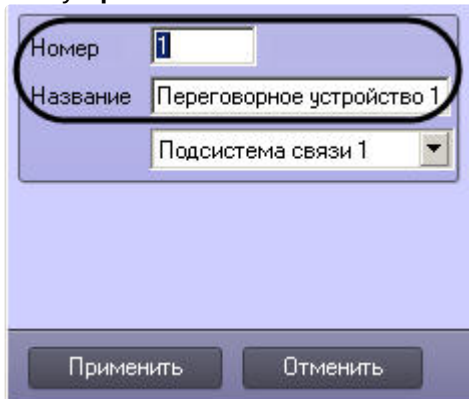 Номер 1
Название Переговорное устройство 1
Подсистема связи 1
Применить Отменить